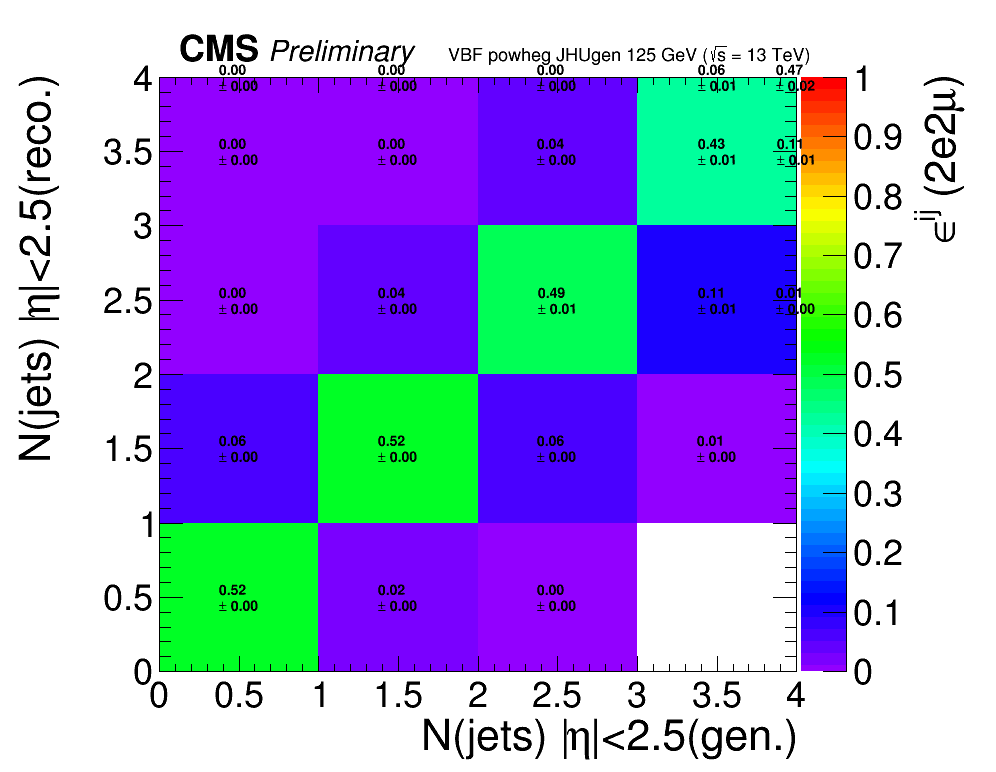 CMS Preliminary VBF powheg JHUgen 125 GeV (√s = 13 TeV)
N(jets) |η|<2.5(reco.)
4
3.5
3
2.5
2
1.5
1
0.5
0
0.00 0.00 0.00 0.06 0.47
± 0.00 ± 0.00 ± 0.00 ± 0.01 ± 0.02
0.00 0.00 0.04 0.43 0.11
± 0.00 ± 0.00 ± 0.00 ± 0.01 ± 0.01
0.00 0.04 0.49 0.11 0.01
± 0.00 ± 0.00 ± 0.01 ± 0.01 ± 0.00
0.06 0.52 0.06 0.01
± 0.00 ± 0.00 ± 0.00 ± 0.00
0.52 0.02 0.00
± 0.00 ± 0.00 ± 0.00
0 0.5 1 1.5 2 2.5 3 3.5 4
N(jets) |η|<2.5(gen.)
1
0.9
0.8
0.7
0.6
0.5
0.4
0.3
0.2
0.1
0
ϵ^ij (2e2μ)